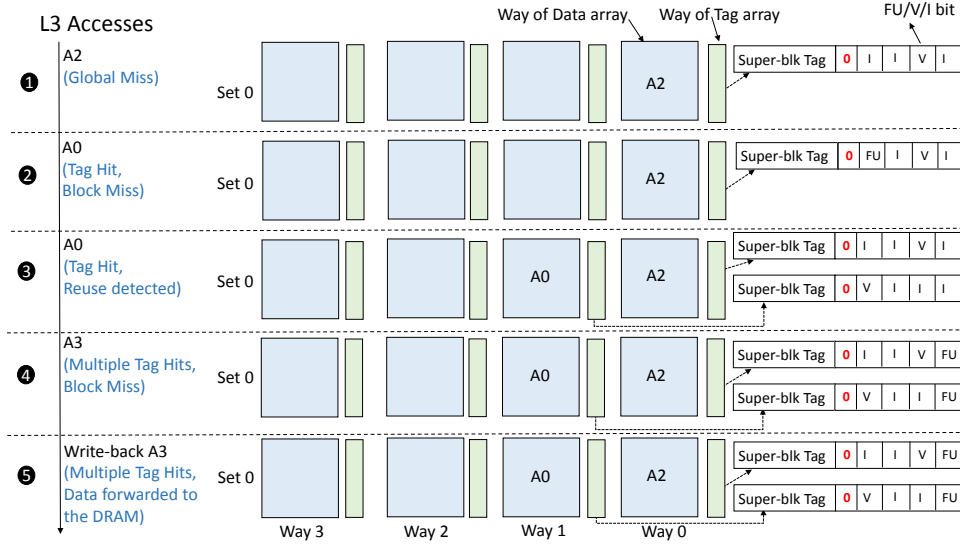 L3 Accesses
Way of Data array
Way of Tag array
FU/V/I bit
1
A2
(Global Miss)
Set 0
A2
Super-blk Tag 0 I I V I
2
A0
(Tag Hit,
Block Miss)
Set 0
A2
Super-blk Tag 0 FU I V I
3
A0
(Tag Hit,
Reuse detected)
Set 0
A0
A2
Super-blk Tag 0 I I V I
Super-blk Tag 0 V I I I
4
A3
(Multiple Tag Hits,
Block Miss)
Set 0
A0
A2
Super-blk Tag 0 I I V FU
Super-blk Tag 0 V I I FU
5
Write-back A3
(Multiple Tag Hits,
Data forwarded to
the DRAM)
Set 0
A0
A2
Super-blk Tag 0 I I V FU
Super-blk Tag 0 V I I FU
Way 3
Way 2
Way 1
Way 0